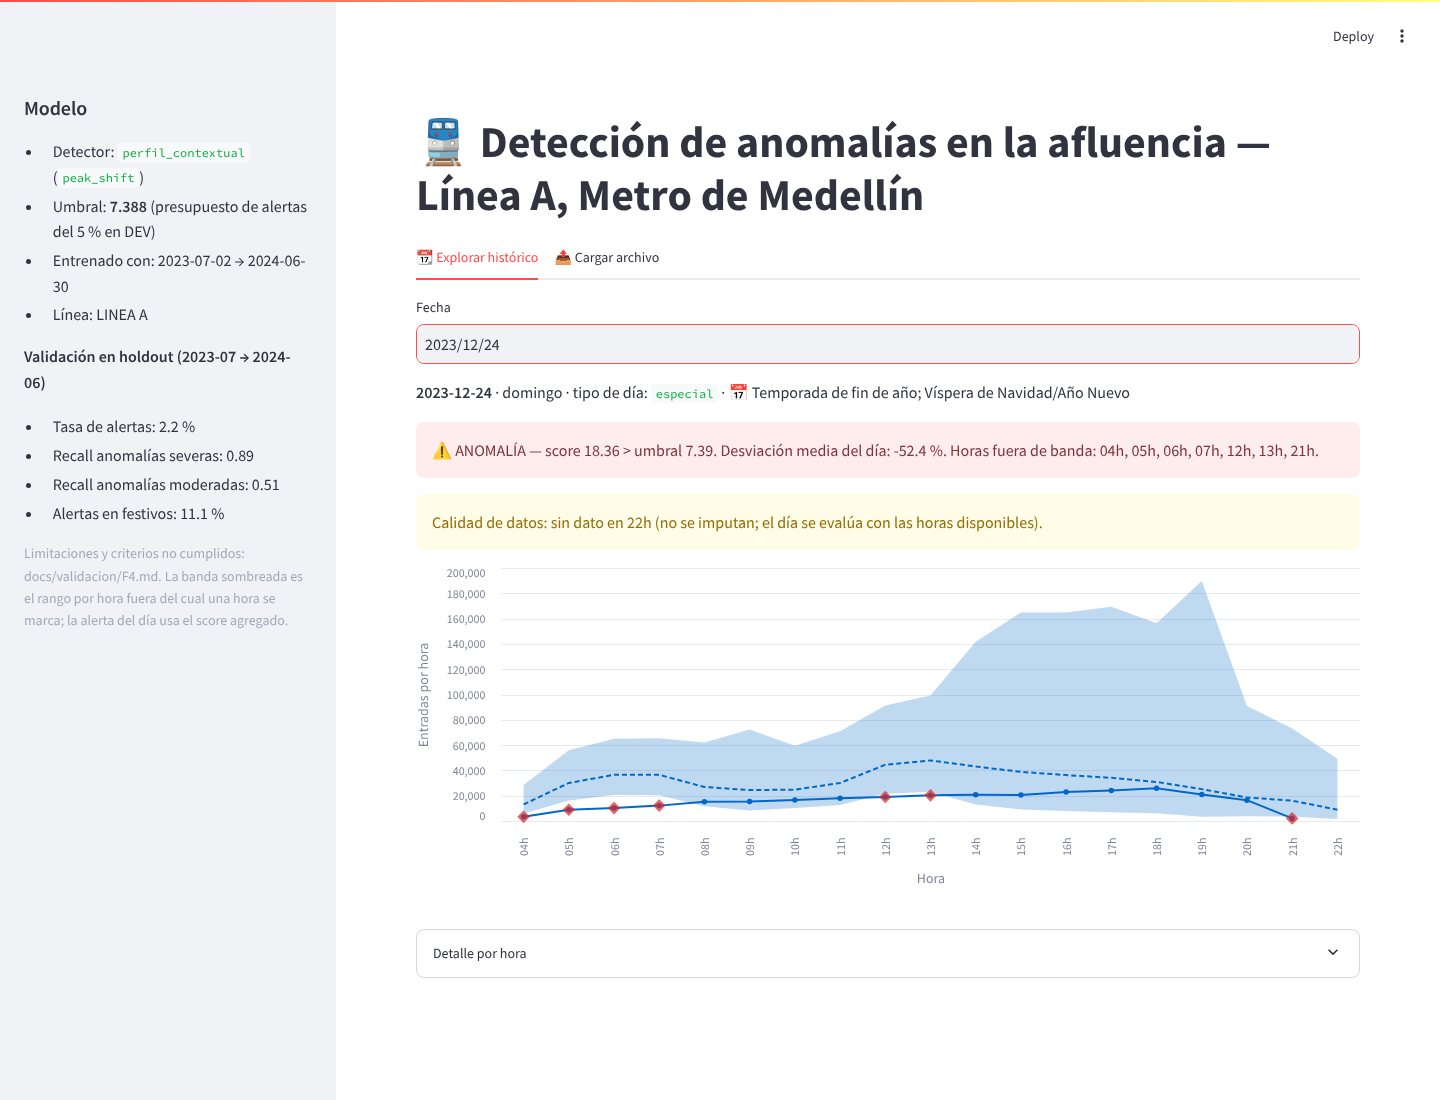 Deploy
Modelo
Detector: perfil_contextual
(peak_shift)
Umbral: 7.388 (presupuesto de alertas
del 5 % en DEV)
Entrenado con: 2023-07-02 → 2024-06-
30
Línea: LINEA A
Validación en holdout (2023-07 → 2024-
06)
Tasa de alertas: 2.2 %
Recall anomalías severas: 0.89
Recall anomalías moderadas: 0.51
Alertas en festivos: 11.1 %
Limitaciones y criterios no cumplidos:
docs/validacion/F4.md. La banda sombreada es
el rango por hora fuera del cual una hora se
marca; la alerta del día usa el score agregado.
🚆 Detección de anomalías en la afluencia —
Línea A, Metro de Medellín
📆 Explorar histórico
📤 Cargar archivo
Fecha
2023/12/24
2023-12-24 · domingo · tipo de día: especial · 📅 Temporada de fin de año; Víspera de Navidad/Año Nuevo
⚠️ ANOMALÍA — score 18.36 > umbral 7.39. Desviación media del día: -52.4 %. Horas fuera de banda: 04h, 05h, 06h, 07h, 12h, 13h, 21h.
Calidad de datos: sin dato en 22h (no se imputan; el día se evalúa con las horas disponibles).
Entradas por hora
200,000
180,000
160,000
140,000
120,000
100,000
80,000
60,000
40,000
20,000
0
04h
05h
06h
07h
08h
09h
10h
11h
12h
13h
14h
15h
16h
17h
18h
19h
20h
21h
22h
Hora
Detalle por hora